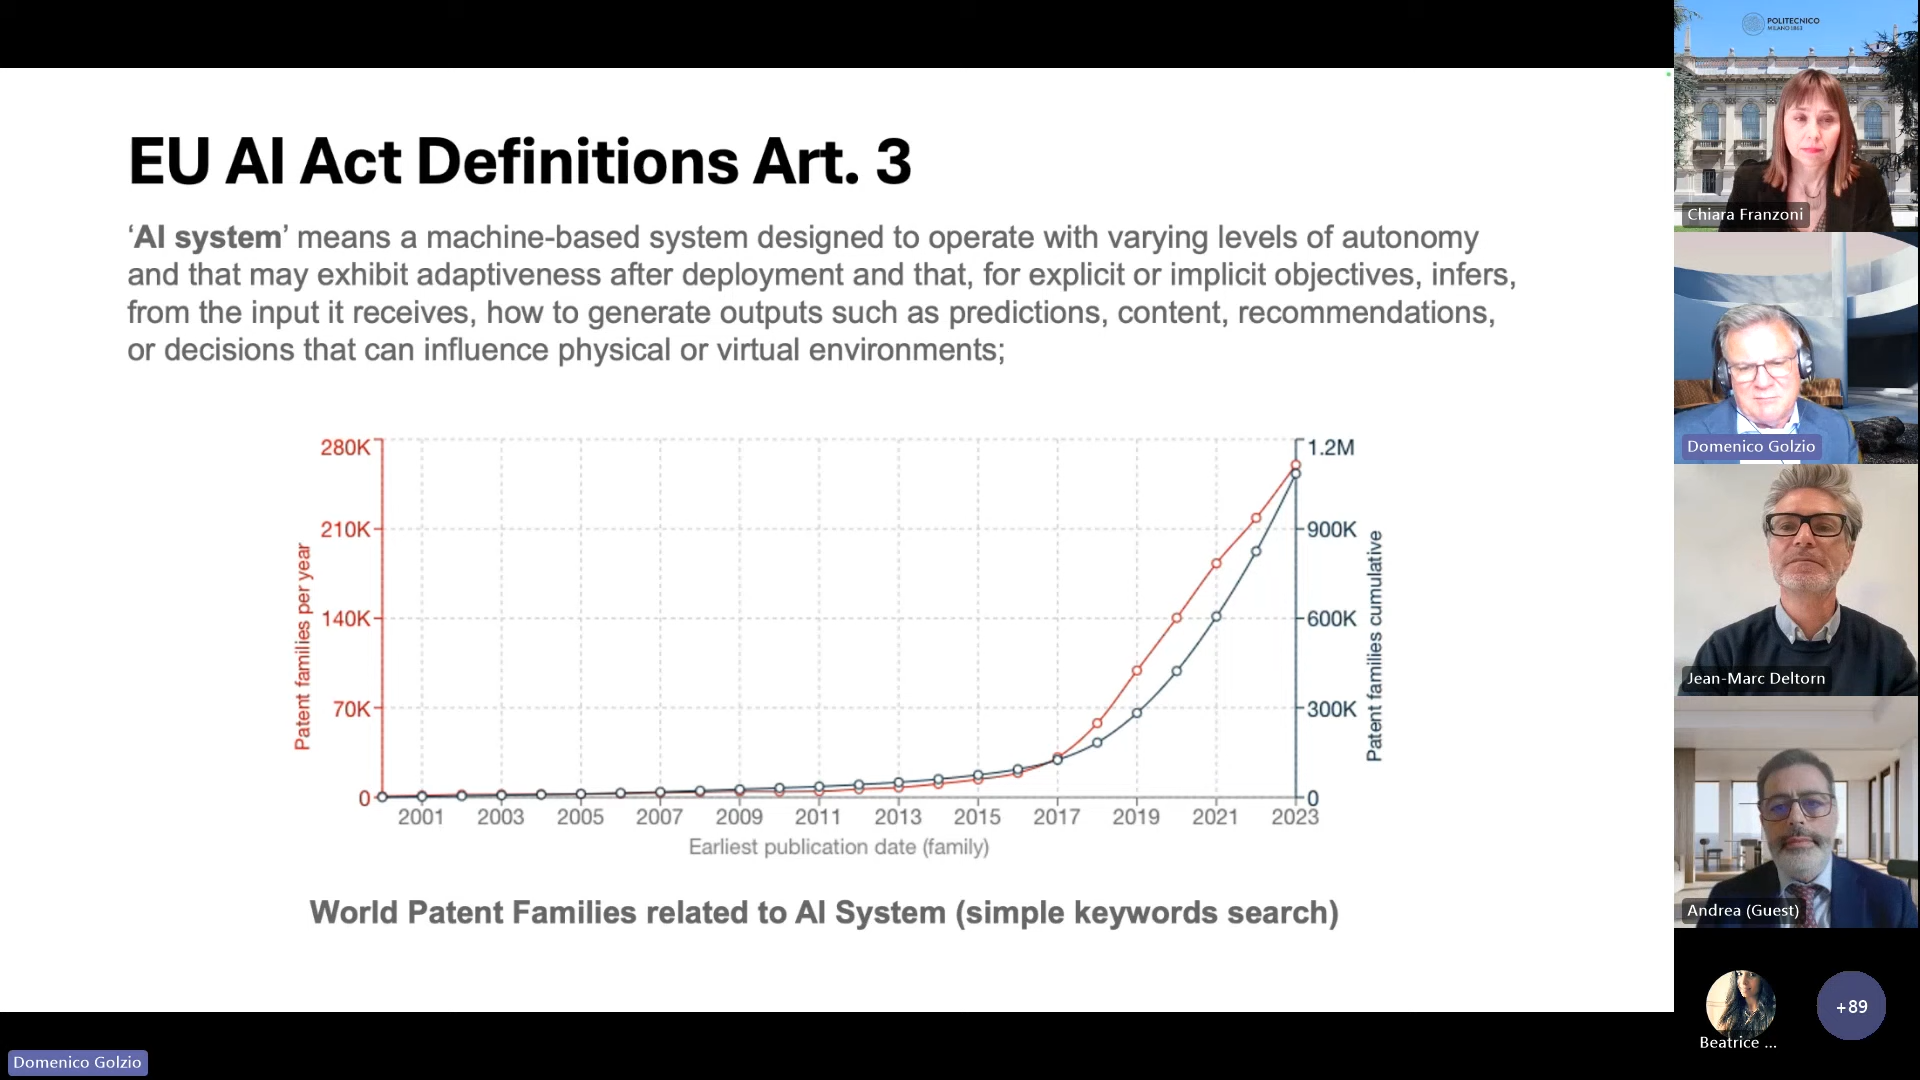 POLITECNICO
MILANO 1863
EU AI Act Definitions Art. 3
‘AI system’ means a machine-based system designed to operate with varying levels of autonomy
and that may exhibit adaptiveness after deployment and that, for explicit or implicit objectives, infers,
from the input it receives, how to generate outputs such as predictions, content, recommendations,
or decisions that can influence physical or virtual environments;
Patent families per year
280K
210K
140K
70K
0
1.2M
900K
600K
300K
0
Patent families cumulative
2001 2003 2005 2007 2009 2011 2013 2015 2017 2019 2021 2023
Earliest publication date (family)
World Patent Families related to AI System (simple keywords search)
Chiara Franzoni
Domenico Golzio
Jean-Marc Deltorn
Andrea (Guest)
Beatrice ...
+89
Domenico Golzio